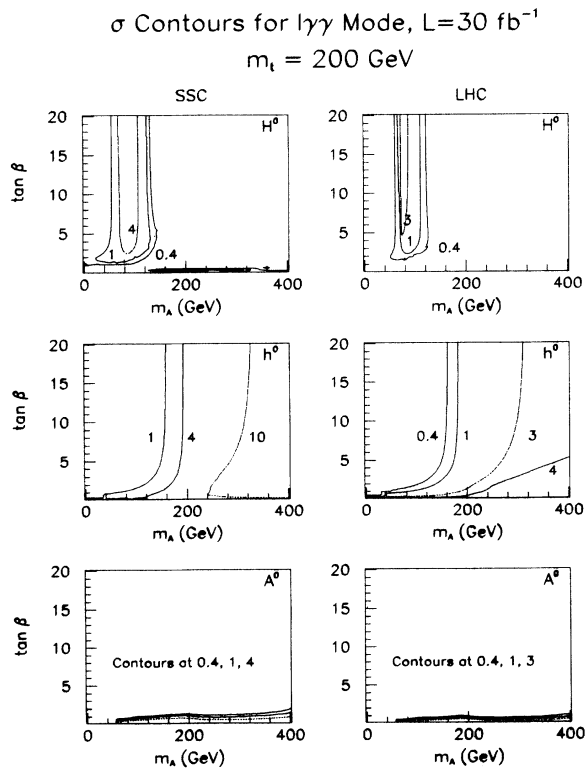 σ Contours for lγγ Mode, L=30 fb⁻¹
mₜ = 200 GeV
SSC
LHC
20
15
10
5
tan β
H⁰
4
1
0.4
0
200
400
m_A (GeV)
20
15
10
5
H⁰
3
1
0.4
0
200
400
m_A (GeV)
20
15
10
5
tan β
h⁰
1
4
10
0
200
400
m_A (GeV)
20
15
10
5
h⁰
0.4
1
3
4
0
200
400
m_A (GeV)
20
15
10
5
tan β
A⁰
Contours at 0.4, 1, 4
0
200
400
m_A (GeV)
20
15
10
5
A⁰
Contours at 0.4, 1, 3
0
200
400
m_A (GeV)